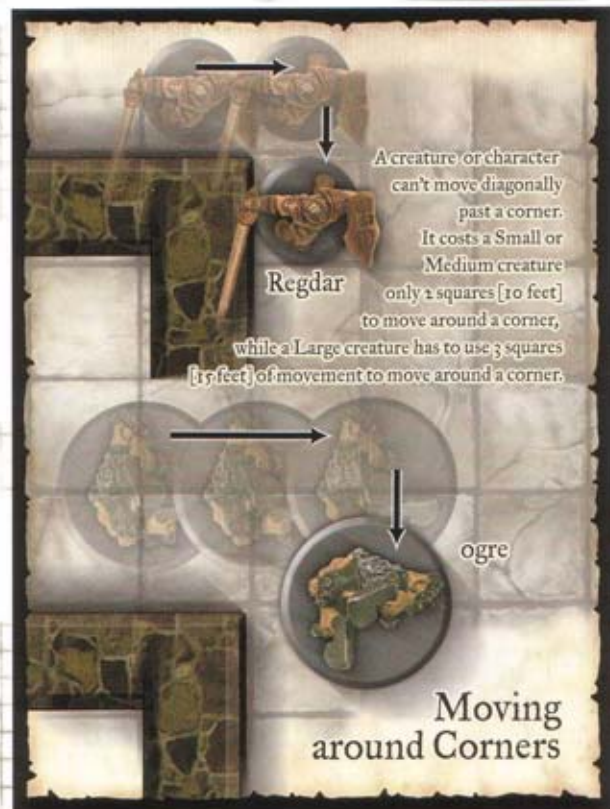 A creature or character
can't move diagonally
past a corner.
It costs a Small or
Medium creature
only 2 squares [10 feet]
to move around a corner,
while a Large creature has to use 3 squares
[15 feet] of movement to move around a corner.
Regdar
ogre
Moving
around Corners